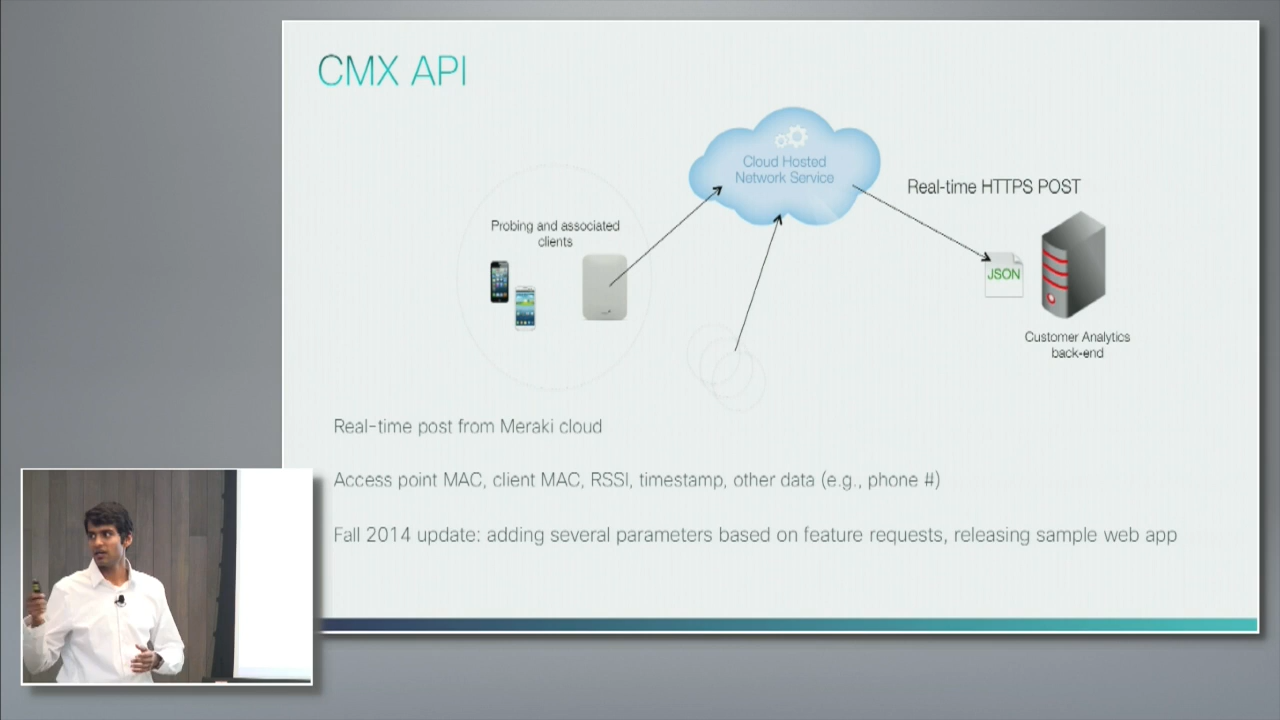 CMX API
Cloud Hosted
Network Service
Real-time HTTPS POST
Probing and associated
clients
JSON
Customer Analytics
back-end
Real-time post from Meraki cloud
Access point MAC, client MAC, RSSI, timestamp, other data (e.g., phone #)
Fall 2014 update: adding several parameters based on feature requests, releasing sample web app